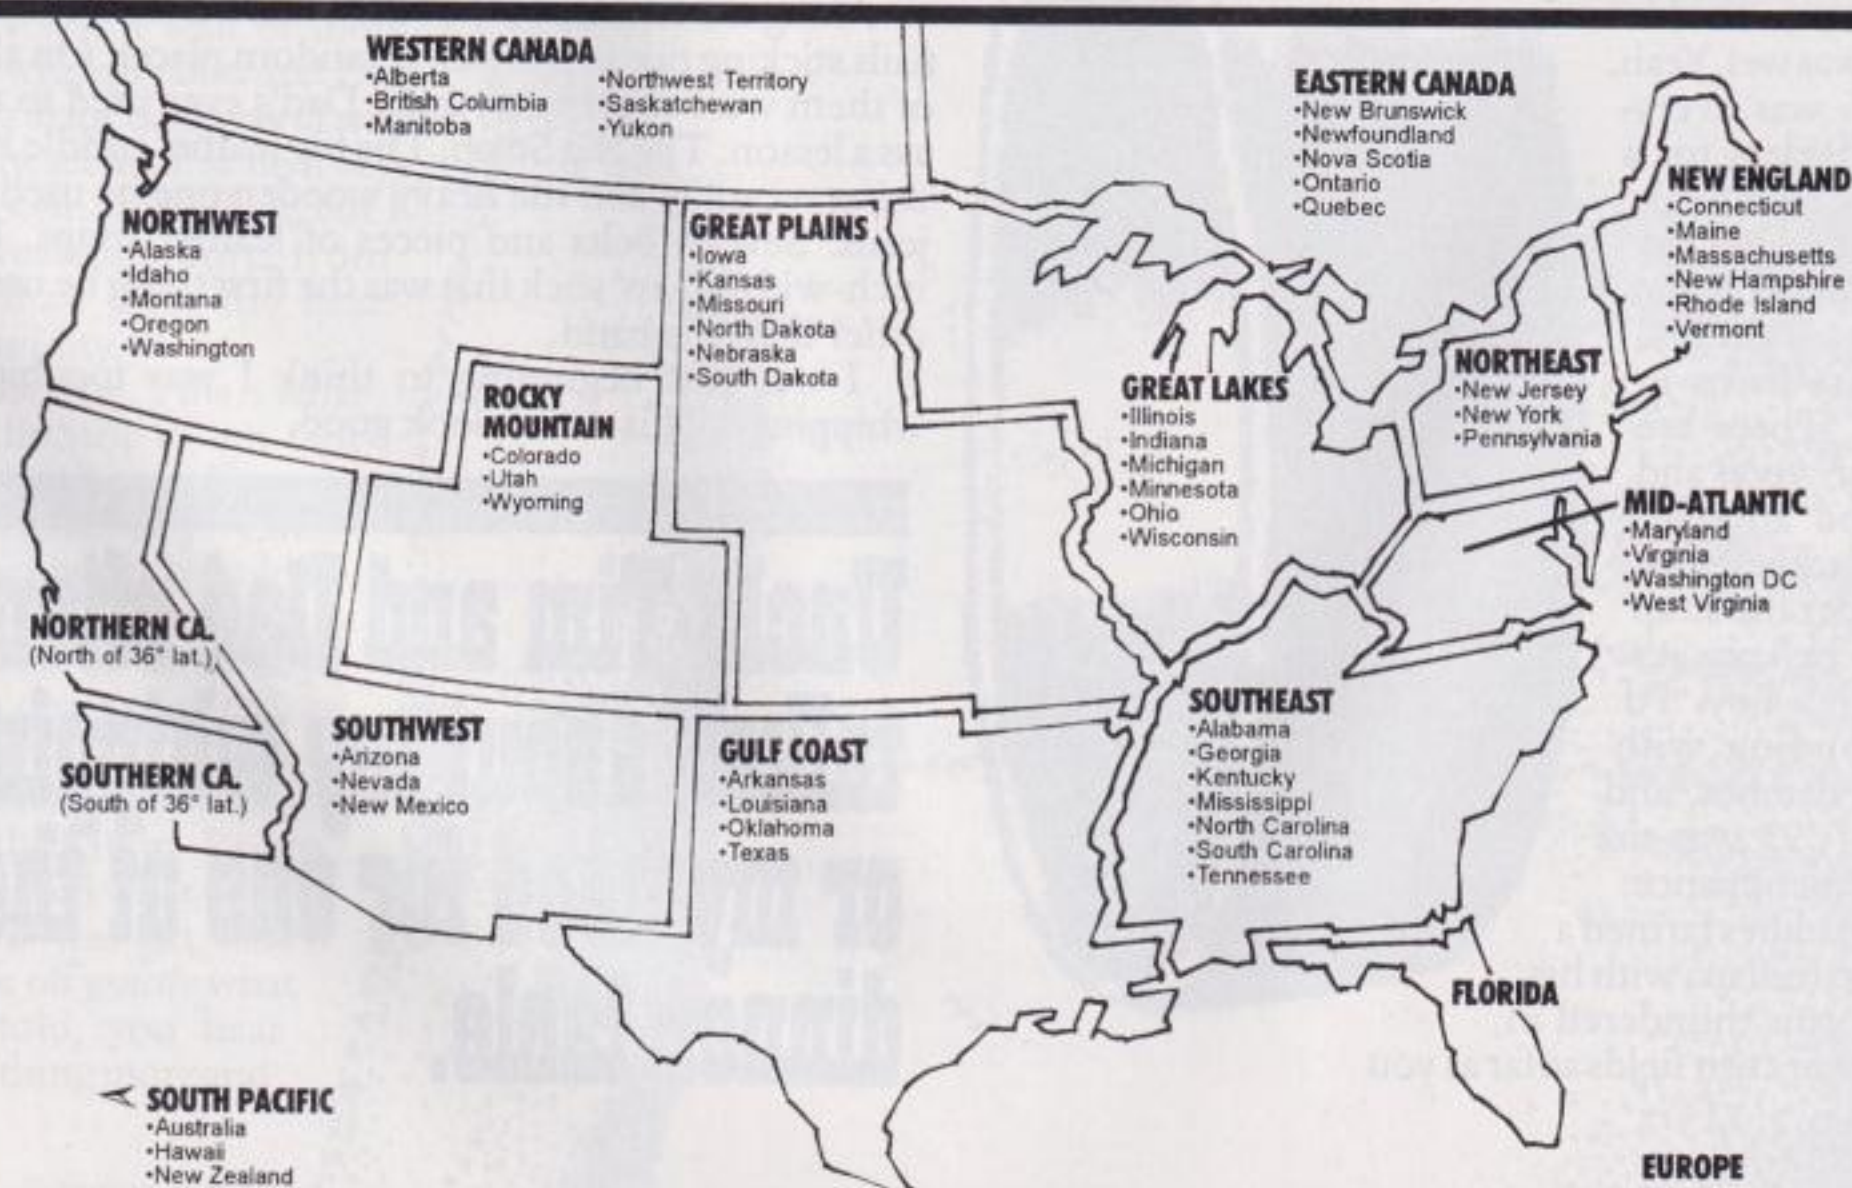 WESTERN CANADA
•Alberta
•British Columbia
•Manitoba
•Northwest Territory
•Saskatchewan
•Yukon
EASTERN CANADA
•New Brunswick
•Newfoundland
•Nova Scotia
•Ontario
•Quebec
NEW ENGLAND
•Connecticut
•Maine
•Massachusetts
•New Hampshire
•Rhode Island
•Vermont
NORTHWEST
•Alaska
•Idaho
•Montana
•Oregon
•Washington
GREAT PLAINS
•Iowa
•Kansas
•Missouri
•North Dakota
•Nebraska
•South Dakota
ROCKY
MOUNTAIN
•Colorado
•Utah
•Wyoming
GREAT LAKES
•Illinois
•Indiana
•Michigan
•Minnesota
•Ohio
•Wisconsin
NORTHEAST
•New Jersey
•New York
•Pennsylvania
MID-ATLANTIC
•Maryland
•Virginia
•Washington DC
•West Virginia
NORTHERN CA.
(North of 36° lat.)
SOUTHERN CA.
(South of 36° lat.)
SOUTHWEST
•Arizona
•Nevada
•New Mexico
GULF COAST
•Arkansas
•Louisiana
•Oklahoma
•Texas
SOUTHEAST
•Alabama
•Georgia
•Kentucky
•Mississippi
•North Carolina
•South Carolina
•Tennessee
FLORIDA
SOUTH PACIFIC
•Australia
•Hawaii
•New Zealand
EUROPE